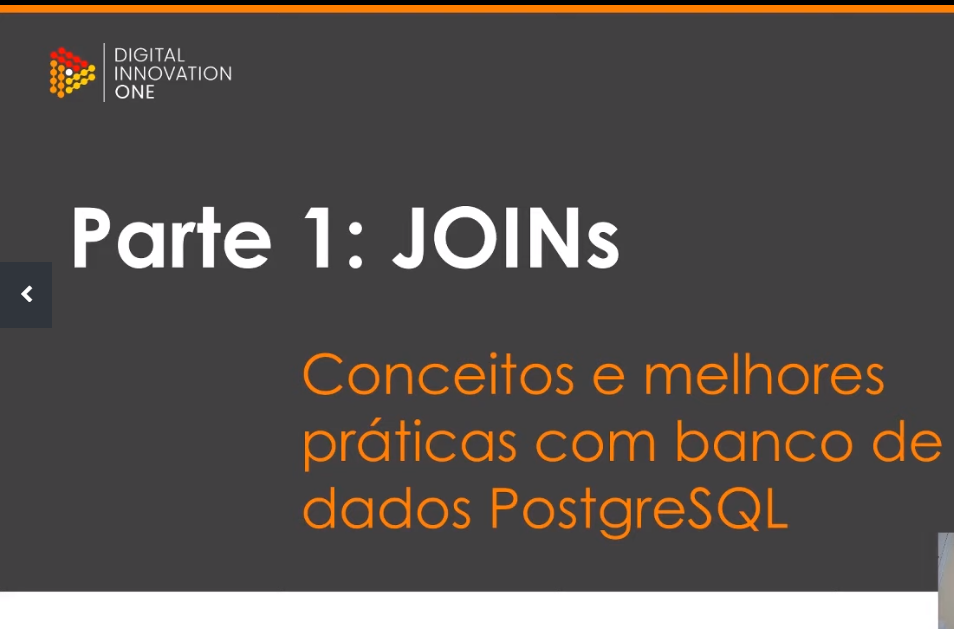 DIGITAL
INNOVATION
ONE
Parte 1: JOINs
Conceitos e melhores
práticas com banco de
dados PostgreSQL